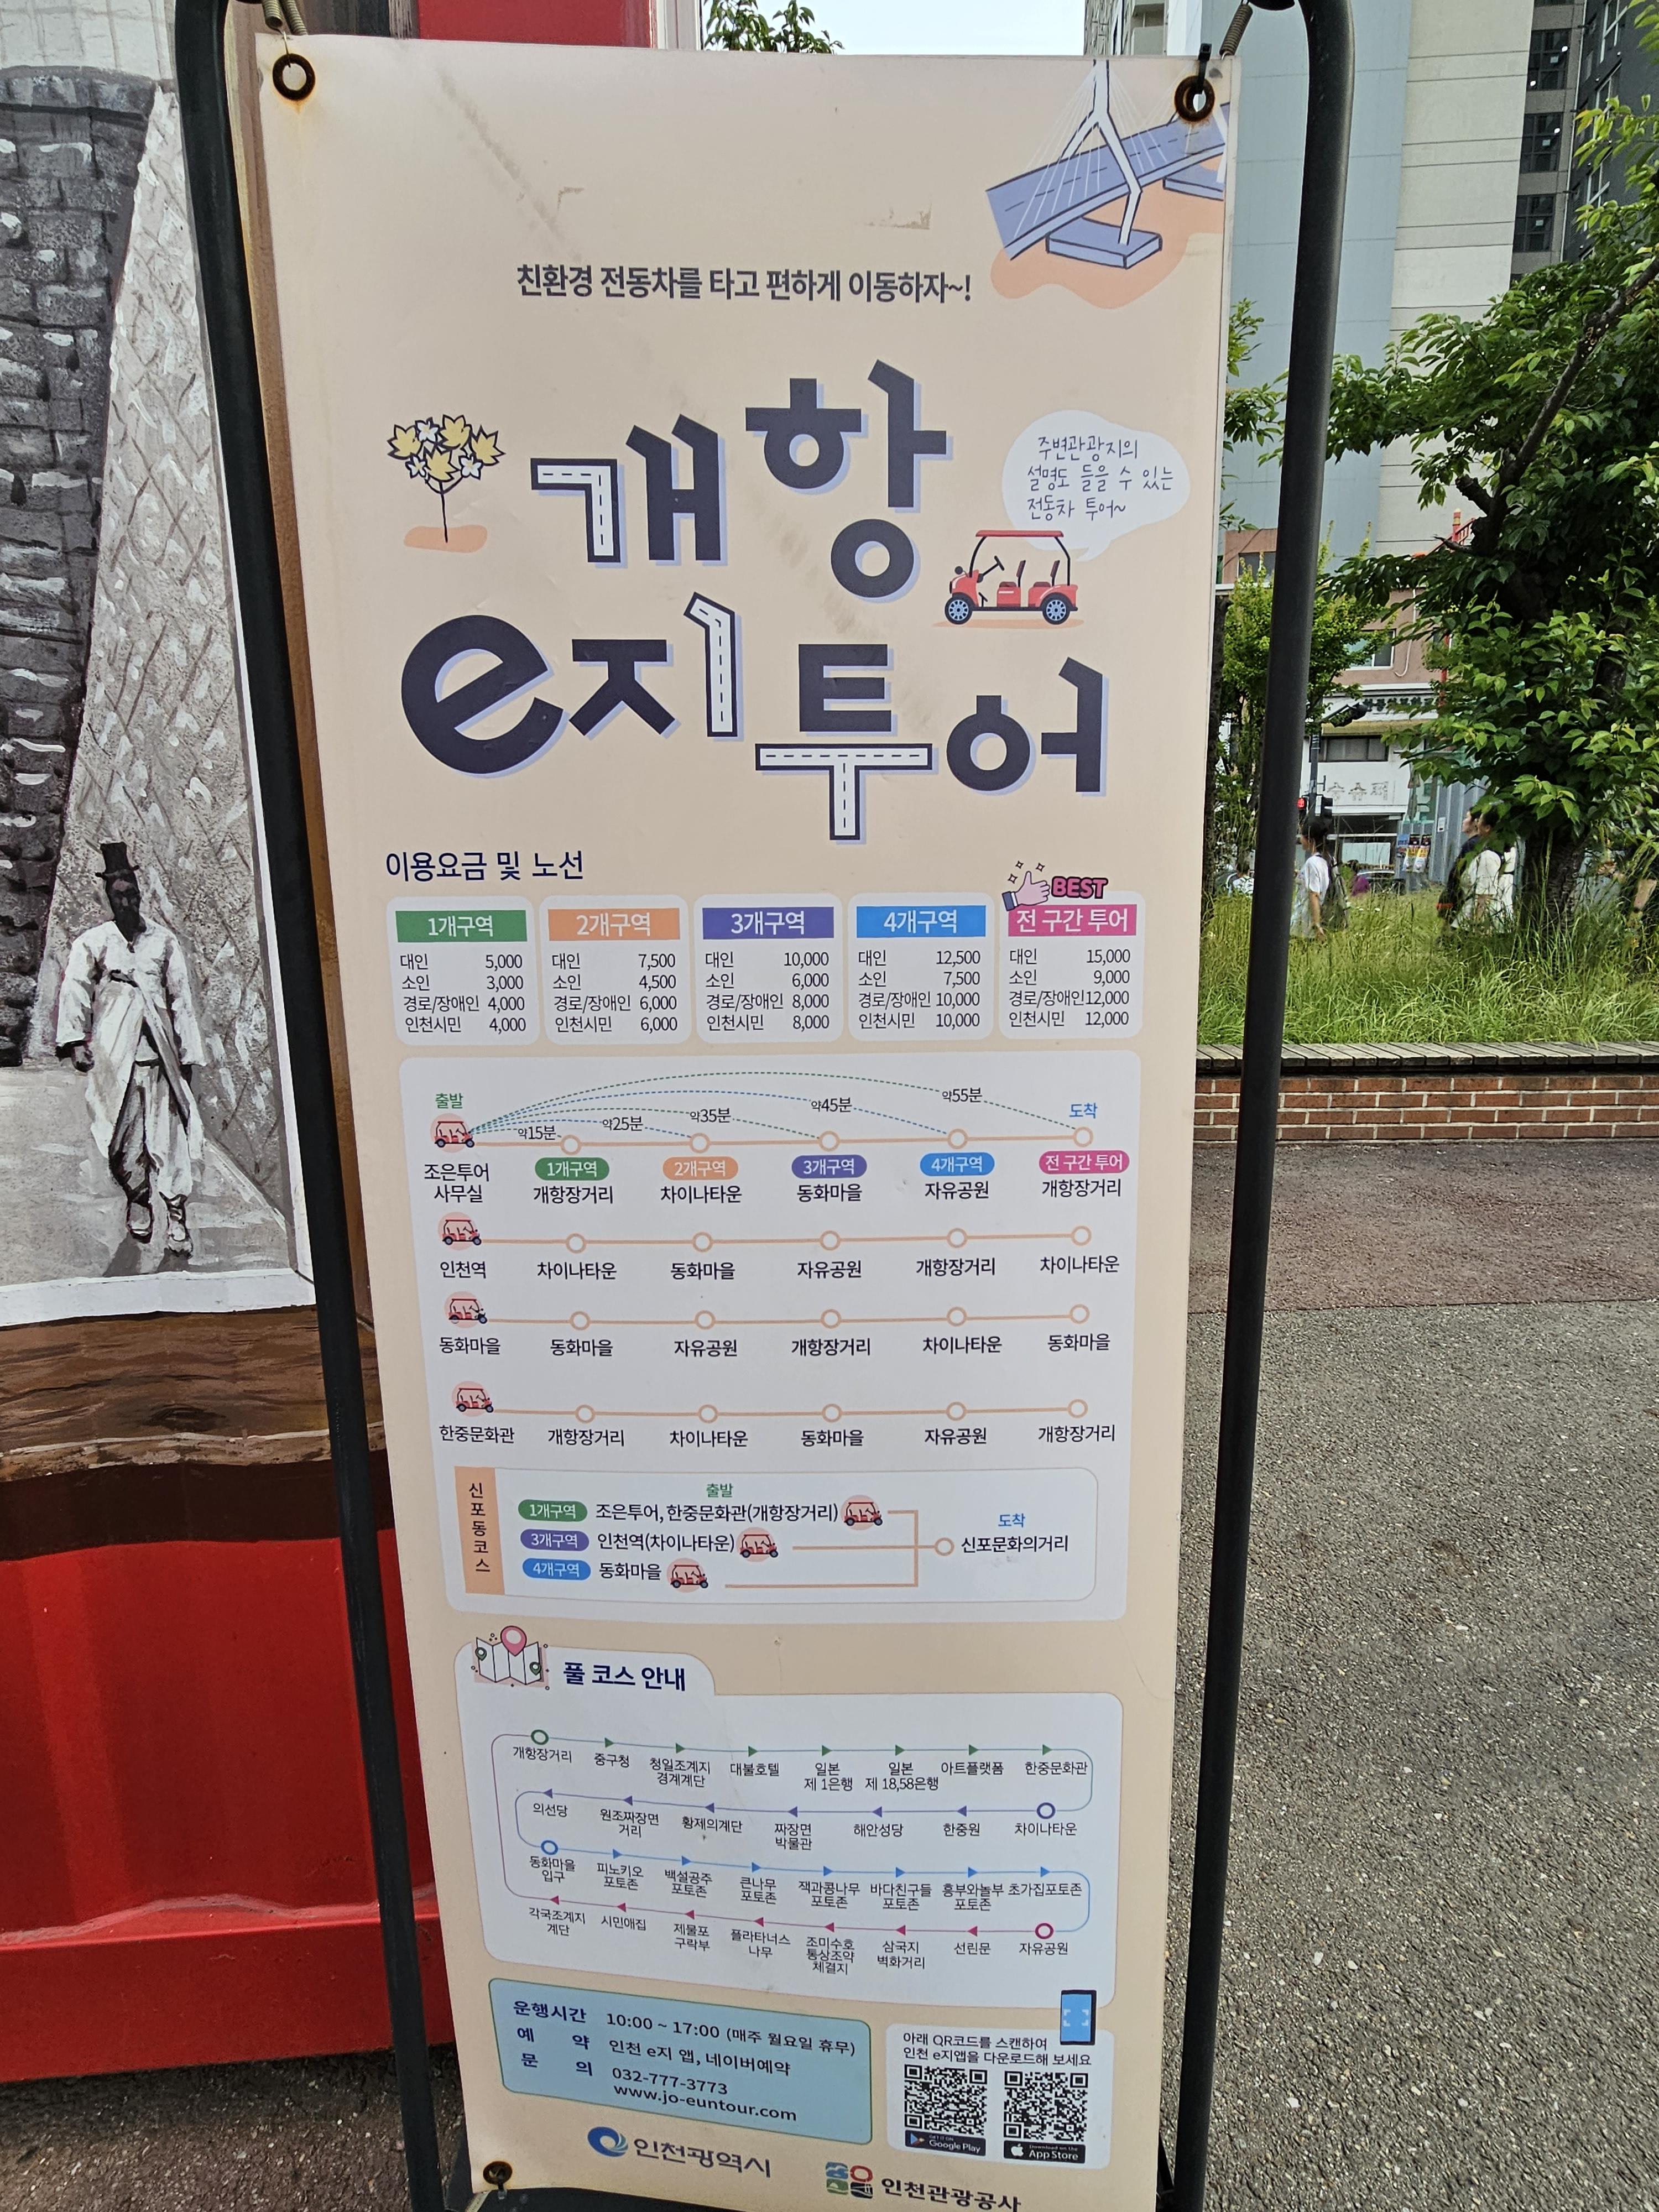 친환경 전동차를 타고 편하게 이동하자~!
개항
e지투어
주변관광지의
설명도 들을 수 있는
전동차 투어~
이용요금 및 노선
BEST
1개구역
대인 5,000
소인 3,000
경로/장애인 4,000
인천시민 4,000
2개구역
대인 7,500
소인 4,500
경로/장애인 6,000
인천시민 6,000
3개구역
대인 10,000
소인 6,000
경로/장애인 8,000
인천시민 8,000
4개구역
대인 12,500
소인 7,500
경로/장애인 10,000
인천시민 10,000
전 구간 투어
대인 15,000
소인 9,000
경로/장애인 12,000
인천시민 12,000
출발 약15분 약25분 약35분 약45분 약55분 도착
조은투어 사무실
1개구역 2개구역 3개구역 4개구역 전 구간 투어
개항장거리 차이나타운 동화마을 자유공원 개항장거리
인천역 차이나타운 동화마을 자유공원 개항장거리 차이나타운
동화마을 동화마을 자유공원 개항장거리 차이나타운 동화마을
한중문화관 개항장거리 차이나타운 동화마을 자유공원 개항장거리
신포동코스
출발
1개구역 조은투어, 한중문화관(개항장거리)
3개구역 인천역(차이나타운)
4개구역 동화마을
도착
신포문화의거리
풀 코스 안내
개항장거리 중구청 청일조계지 경계계단 대불호텔 일본 제 1은행 일본 제 18,58은행 아트플랫폼 한중문화관
의선당 원조짜장면 거리 황제의계단 짜장면 박물관 해안성당 한중원 차이나타운
동화마을 입구 피노키오 포토존 백설공주 포토존 큰나무 포토존 잭과콩나무 포토존 바다친구들 포토존 흥부와놀부 포토존 초가집포토존
각국조계지 계단 시민애집 제물포 구락부 플라타너스 나무 조미수호 통상조약 체결지 삼국지 벽화거리 선린문 자유공원
운행시간 10:00 ~ 17:00 (매주 월요일 휴무)
예 약 인천 e지 앱, 네이버예약
문 의 032-777-3773
www.jo-euntour.com
아래 QR코드를 스캔하여
인천 e지앱을 다운로드해 보세요
GET IT ON
Google Play
Download on the
App Store
인천광역시
인천관광공사